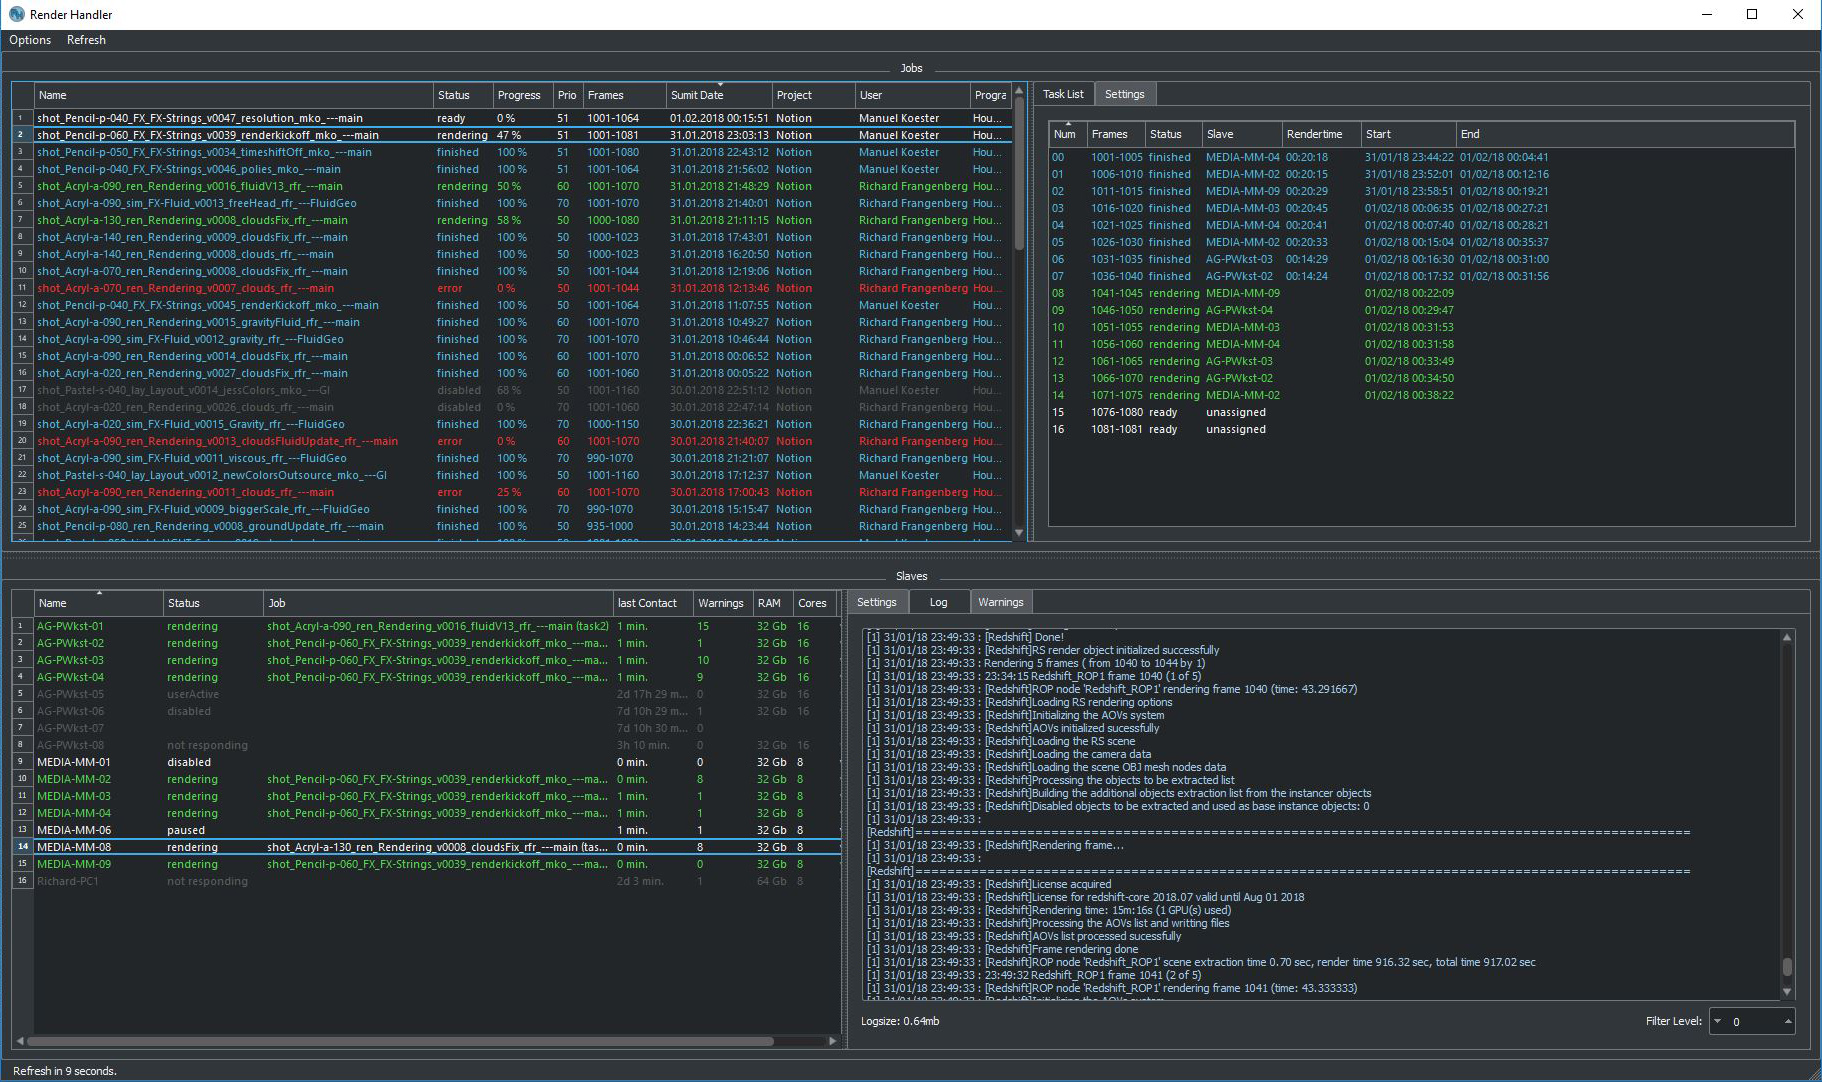 Render Handler
Options Refresh
Jobs
Name Status Progress Prio Frames Sumit Date Project User Progra
1 shot_Pencil-p-040_FX_FX-Strings_v0047_resolution_mko_---main ready 0 % 51 1001-1064 01.02.2018 00:15:51 Notion Manuel Koester Hou...
2 shot_Pencil-p-060_FX_FX-Strings_v0039_renderkickoff_mko_---main rendering 47 % 51 1001-1081 31.01.2018 23:03:13 Notion Manuel Koester Hou...
3 shot_Pencil-p-050_FX_FX-Strings_v0034_timeshiftOff_mko_---main finished 100 % 51 1001-1080 31.01.2018 22:43:12 Notion Manuel Koester Hou...
4 shot_Pencil-p-040_FX_FX-Strings_v0046_polies_mko_---main finished 100 % 51 1001-1064 31.01.2018 21:56:02 Notion Manuel Koester Hou...
5 shot_Acryl-a-090_ren_Rendering_v0016_fluidV13_rfr_---main rendering 50 % 60 1001-1070 31.01.2018 21:48:29 Notion Richard Frangenberg Hou...
6 shot_Acryl-a-090_sim_FX-Fluid_v0013_freeHead_rfr_---FluidGeo finished 100 % 70 1001-1070 31.01.2018 21:40:01 Notion Richard Frangenberg Hou...
7 shot_Acryl-a-130_ren_Rendering_v0008_cloudsFix_rfr_---main rendering 58 % 50 1000-1080 31.01.2018 21:11:15 Notion Richard Frangenberg Hou...
8 shot_Acryl-a-140_ren_Rendering_v0009_cloudsFix_rfr_---main finished 100 % 50 1000-1023 31.01.2018 17:43:01 Notion Richard Frangenberg Hou...
9 shot_Acryl-a-140_ren_Rendering_v0008_clouds_rfr_---main finished 100 % 50 1000-1023 31.01.2018 16:20:50 Notion Richard Frangenberg Hou...
10 shot_Acryl-a-070_ren_Rendering_v0008_cloudsFix_rfr_---main finished 100 % 50 1001-1044 31.01.2018 12:19:06 Notion Richard Frangenberg Hou...
11 shot_Acryl-a-070_ren_Rendering_v0007_clouds_rfr_---main error 0 % 60 1001-1044 31.01.2018 12:13:46 Notion Richard Frangenberg Hou...
12 shot_Pencil-p-040_FX_FX-Strings_v0045_renderKickoff_mko_---main finished 100 % 50 1001-1064 31.01.2018 11:07:55 Notion Manuel Koester Hou...
13 shot_Acryl-a-090_ren_Rendering_v0015_gravityFluid_rfr_---main finished 100 % 60 1001-1070 31.01.2018 10:49:27 Notion Richard Frangenberg Hou...
14 shot_Acryl-a-090_sim_FX-Fluid_v0012_gravity_rfr_---FluidGeo finished 100 % 70 1001-1070 31.01.2018 10:46:44 Notion Richard Frangenberg Hou...
15 shot_Acryl-a-090_ren_Rendering_v0014_cloudsFix_rfr_---main finished 100 % 60 1001-1070 31.01.2018 00:06:52 Notion Richard Frangenberg Hou...
16 shot_Acryl-a-020_ren_Rendering_v0027_cloudsFix_rfr_---main finished 100 % 70 1001-1060 31.01.2018 00:05:22 Notion Richard Frangenberg Hou...
17 shot_Pastel-s-040_lay_Layout_v0014_jessColors_mko_---GI disabled 68 % 50 1001-1160 30.01.2018 22:51:12 Notion Manuel Koester Hou...
18 shot_Acryl-a-020_ren_Rendering_v0026_clouds_rfr_---main disabled 0 % 70 1001-1060 30.01.2018 22:47:14 Notion Richard Frangenberg Hou...
19 shot_Acryl-a-020_sim_FX-Fluid_v0015_Gravity_rfr_---FluidGeo finished 100 % 70 1000-1150 30.01.2018 22:36:21 Notion Richard Frangenberg Hou...
20 shot_Acryl-a-090_ren_Rendering_v0013_cloudsFluidUpdate_rfr_---main error 0 % 60 1001-1070 30.01.2018 21:40:07 Notion Richard Frangenberg Hou...
21 shot_Acryl-a-090_sim_FX-Fluid_v0011_viscous_rfr_---FluidGeo finished 100 % 70 990-1070 30.01.2018 21:21:07 Notion Richard Frangenberg Hou...
22 shot_Pastel-s-040_lay_Layout_v0012_newColorsOutsource_mko_---GI finished 100 % 50 1001-1160 30.01.2018 17:12:37 Notion Manuel Koester Hou...
23 shot_Acryl-a-090_ren_Rendering_v0011_clouds_rfr_---main error 25 % 60 1001-1070 30.01.2018 17:00:43 Notion Richard Frangenberg Hou...
24 shot_Acryl-a-090_sim_FX-Fluid_v0009_biggerScale_rfr_---FluidGeo finished 100 % 70 990-1070 30.01.2018 15:15:47 Notion Richard Frangenberg Hou...
25 shot_Pencil-p-080_ren_Rendering_v0008_groundUpdate_rfr_---main finished 100 % 50 935-1000 30.01.2018 14:23:44 Notion Richard Frangenberg Hou...
Task List Settings
Num Frames Status Slave Rendertime Start End
00 1001-1005 finished MEDIA-MM-04 00:20:18 31/01/18 23:44:22 01/02/18 00:04:41
01 1006-1010 finished MEDIA-MM-02 00:20:15 31/01/18 23:52:01 01/02/18 00:12:16
02 1011-1015 finished MEDIA-MM-09 00:20:29 31/01/18 23:58:51 01/02/18 00:19:21
03 1016-1020 finished MEDIA-MM-03 00:20:45 01/02/18 00:06:35 01/02/18 00:27:21
04 1021-1025 finished MEDIA-MM-04 00:20:41 01/02/18 00:07:40 01/02/18 00:28:21
05 1026-1030 finished MEDIA-MM-02 00:20:33 01/02/18 00:15:04 01/02/18 00:35:37
06 1031-1035 finished AG-PWkst-03 00:14:29 01/02/18 00:16:30 01/02/18 00:31:00
07 1036-1040 finished AG-PWkst-02 00:14:24 01/02/18 00:17:32 01/02/18 00:31:56
08 1041-1045 rendering MEDIA-MM-09 01/02/18 00:22:09
09 1046-1050 rendering AG-PWkst-04 01/02/18 00:29:47
10 1051-1055 rendering MEDIA-MM-03 01/02/18 00:31:53
11 1056-1060 rendering MEDIA-MM-04 01/02/18 00:31:58
12 1061-1065 rendering AG-PWkst-03 01/02/18 00:33:49
13 1066-1070 rendering AG-PWkst-02 01/02/18 00:34:50
14 1071-1075 rendering MEDIA-MM-02 01/02/18 00:38:22
15 1076-1080 ready unassigned
16 1081-1081 ready unassigned
Slaves
Name Status Job last Contact Warnings RAM Cores
1 AG-PWkst-01 rendering shot_Acryl-a-090_ren_Rendering_v0016_fluidV13_rfr_---main (task2) 1 min. 15 32 Gb 16
2 AG-PWkst-02 rendering shot_Pencil-p-060_FX_FX-Strings_v0039_renderkickoff_mko_---ma... 1 min. 1 32 Gb 16
3 AG-PWkst-03 rendering shot_Pencil-p-060_FX_FX-Strings_v0039_renderkickoff_mko_---ma... 1 min. 10 32 Gb 16
4 AG-PWkst-04 rendering shot_Pencil-p-060_FX_FX-Strings_v0039_renderkickoff_mko_---ma... 1 min. 9 32 Gb 16
5 AG-PWkst-05 userActive 2d 17h 29 m... 0 32 Gb 16
6 AG-PWkst-06 disabled 7d 10h 29 m... 1 32 Gb 16
7 AG-PWkst-07 7d 10h 30 m... 0
8 AG-PWkst-08 not responding 3h 10 min. 0 32 Gb 16
9 MEDIA-MM-01 disabled 0 min. 0 32 Gb 8
10 MEDIA-MM-02 rendering shot_Pencil-p-060_FX_FX-Strings_v0039_renderkickoff_mko_---ma... 0 min. 8 32 Gb 8
11 MEDIA-MM-03 rendering shot_Pencil-p-060_FX_FX-Strings_v0039_renderkickoff_mko_---ma... 1 min. 1 32 Gb 8
12 MEDIA-MM-04 rendering shot_Pencil-p-060_FX_FX-Strings_v0039_renderkickoff_mko_---ma... 0 min. 1 32 Gb 8
13 MEDIA-MM-06 paused 1 min. 1 32 Gb 8
14 MEDIA-MM-08 rendering shot_Acryl-a-130_ren_Rendering_v0008_cloudsFix_rfr_---main (tas... 0 min. 8 32 Gb 8
15 MEDIA-MM-09 rendering shot_Pencil-p-060_FX_FX-Strings_v0039_renderkickoff_mko_---ma... 0 min. 0 32 Gb 8
16 Richard-PC1 not responding 2d 3 min. 1 64 Gb 8
Settings Log Warnings
[1] 31/01/18 23:49:33 : [Redshift] Done!
[1] 31/01/18 23:49:33 : [Redshift]RS render object initialized successfully
[1] 31/01/18 23:49:33 : Rendering 5 frames ( from 1040 to 1044 by 1)
[1] 31/01/18 23:49:33 : 23:34:15 Redshift_ROP1 frame 1040 (1 of 5)
[1] 31/01/18 23:49:33 : [Redshift]ROP node 'Redshift_ROP1' rendering frame 1040 (time: 43.291667)
[1] 31/01/18 23:49:33 : [Redshift]Loading RS rendering options
[1] 31/01/18 23:49:33 : [Redshift]Initializing the AOVs system
[1] 31/01/18 23:49:33 : [Redshift]AOVs initialized sucessfully
[1] 31/01/18 23:49:33 : [Redshift]Loading the RS scene
[1] 31/01/18 23:49:33 : [Redshift]Loading the camera data
[1] 31/01/18 23:49:33 : [Redshift]Loading the scene OBJ mesh nodes data
[1] 31/01/18 23:49:33 : [Redshift]Processing the objects to be extracted list
[1] 31/01/18 23:49:33 : [Redshift]Building the additional objects extraction list from the instancer objects
[1] 31/01/18 23:49:33 : [Redshift]Disabled objects to be extracted and used as base instance objects: 0
[1] 31/01/18 23:49:33 :
[Redshift]====================================================================================================
[1] 31/01/18 23:49:33 : [Redshift]Rendering frame...
[1] 31/01/18 23:49:33 :
[Redshift]====================================================================================================
[1] 31/01/18 23:49:33 : [Redshift]License acquired
[1] 31/01/18 23:49:33 : [Redshift]License for redshift-core 2018.07 valid until Aug 01 2018
[1] 31/01/18 23:49:33 : [Redshift]Rendering time: 15m:16s (1 GPU(s) used)
[1] 31/01/18 23:49:33 : [Redshift]Processing the AOVs list and writting files
[1] 31/01/18 23:49:33 : [Redshift]AOVs list processed sucessfully
[1] 31/01/18 23:49:33 : [Redshift]Frame rendering done
[1] 31/01/18 23:49:33 : [Redshift]ROP node 'Redshift_ROP1' scene extraction time 0.70 sec, render time 916.32 sec, total time 917.02 sec
[1] 31/01/18 23:49:33 : 23:49:32 Redshift_ROP1 frame 1041 (2 of 5)
[1] 31/01/18 23:49:33 : [Redshift]ROP node 'Redshift_ROP1' rendering frame 1041 (time: 43.333333)
Logsize: 0.64mb
Filter Level: 0
Refresh in 9 seconds.